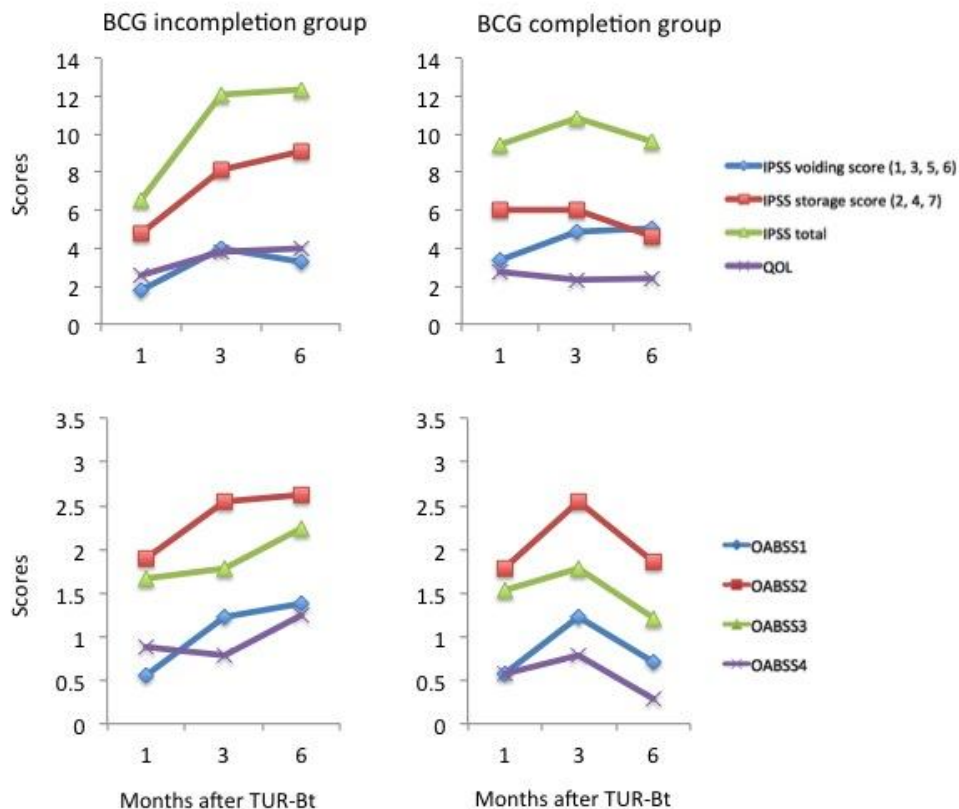 BCG incompletion group
BCG completion group
14
12
10
8
6
4
2
0
Scores
1 3 6
14
12
10
8
6
4
2
0
1 3 6
IPSS voiding score (1, 3, 5, 6)
IPSS storage score (2, 4, 7)
IPSS total
QOL
3.5
3
2.5
2
1.5
1
0.5
0
Scores
1 3 6
Months after TUR-Bt
3.5
3
2.5
2
1.5
1
0.5
0
1 3 6
Months after TUR-Bt
OABSS1
OABSS2
OABSS3
OABSS4